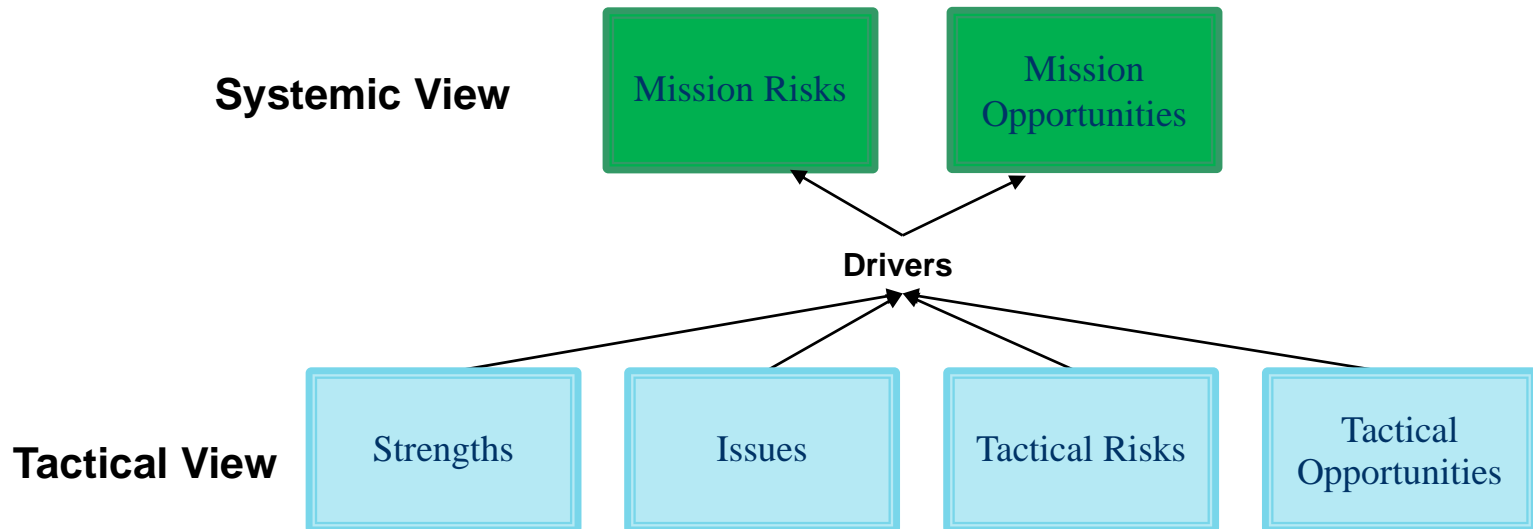 Systemic View
Mission Risks
Mission
Opportunities
Drivers
Tactical View
Strengths
Issues
Tactical Risks
Tactical
Opportunities